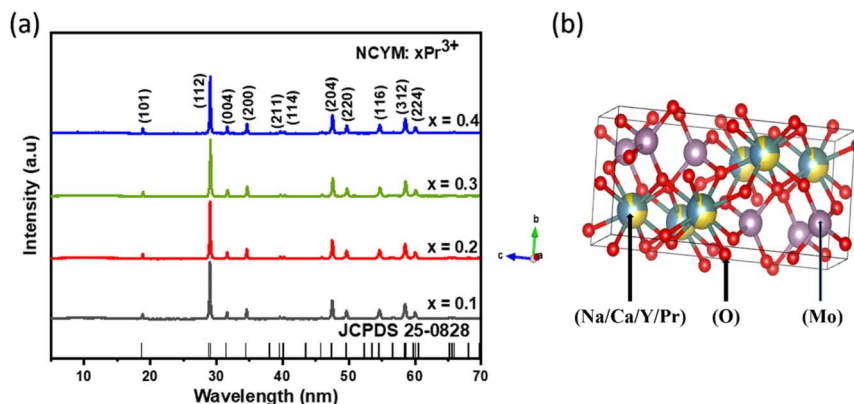 (a)
NCYM: xPr³⁺
(101)
(112)
(004)
(200)
(211)
(114)
(204)
(220)
(116)
(312)
(224)
x = 0.4
x = 0.3
x = 0.2
x = 0.1
JCPDS 25-0828
Intensity (a.u)
10 20 30 40 50 60 70
Wavelength (nm)
(b)
b
c
a
(Na/Ca/Y/Pr) (O) (Mo)